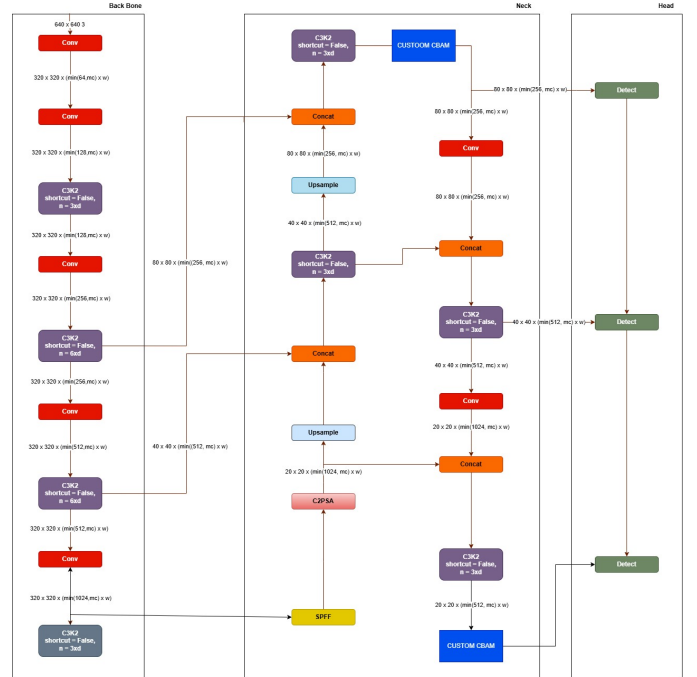 Back Bone
640 x 640 3
Conv
320 x 320 x (min(64,mc) x w)
Conv
320 x 320 x (min(128,mc) x w)
C3K2
shortcut = False,
n = 3xd
320 x 320 x (min(128,mc) x w)
Conv
320 x 320 x (min(256,mc) x w)
C3K2
shortcut = False,
n = 6xd
320 x 320 x (min(256,mc) x w)
Conv
320 x 320 x (min(512,mc) x w)
C3K2
shortcut = False,
n = 6xd
320 x 320 x (min(512,mc) x w)
Conv
320 x 320 x (min(1024,mc) x w)
C3K2
shortcut = False,
n = 3xd
80 x 80 x (min(256, mc) x w)
40 x 40 x (min(512, mc) x w)
Neck
C3K2
shortcut = False,
n = 3xd
CUSTOOM CBAM
Concat
80 x 80 x (min(256, mc) x w)
Upsample
40 x 40 x (min(512, mc) x w)
C3K2
shortcut = False,
n = 3xd
Concat
Upsample
20 x 20 x (min(1024, mc) x w)
C2PSA
SPFF
Conv
80 x 80 x (min(256, mc) x w)
Concat
C3K2
shortcut = False,
n = 3xd
40 x 40 x (min(512, mc) x w)
Conv
20 x 20 x (min(1024, mc) x w)
Concat
C3K2
shortcut = False,
n = 3xd
20 x 20 x (min(512, mc) x w)
CUSTOM CBAM
Head
80 x 80 x (min(256, mc) x w)
Detect
40 x 40 x (min(512, mc) x w)
Detect
Detect